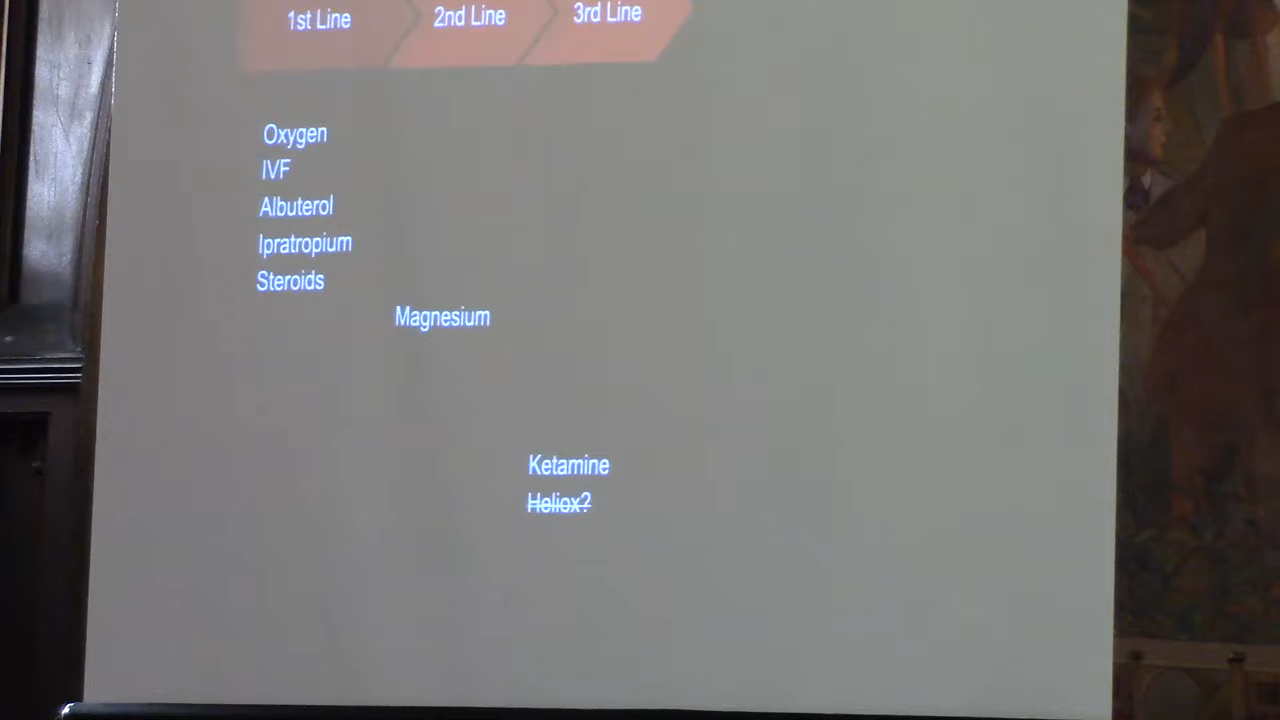 1st Line
2nd Line
3rd Line
Oxygen
IVF
Albuterol
Ipratropium
Steroids
Magnesium
Ketamine
Heliox?